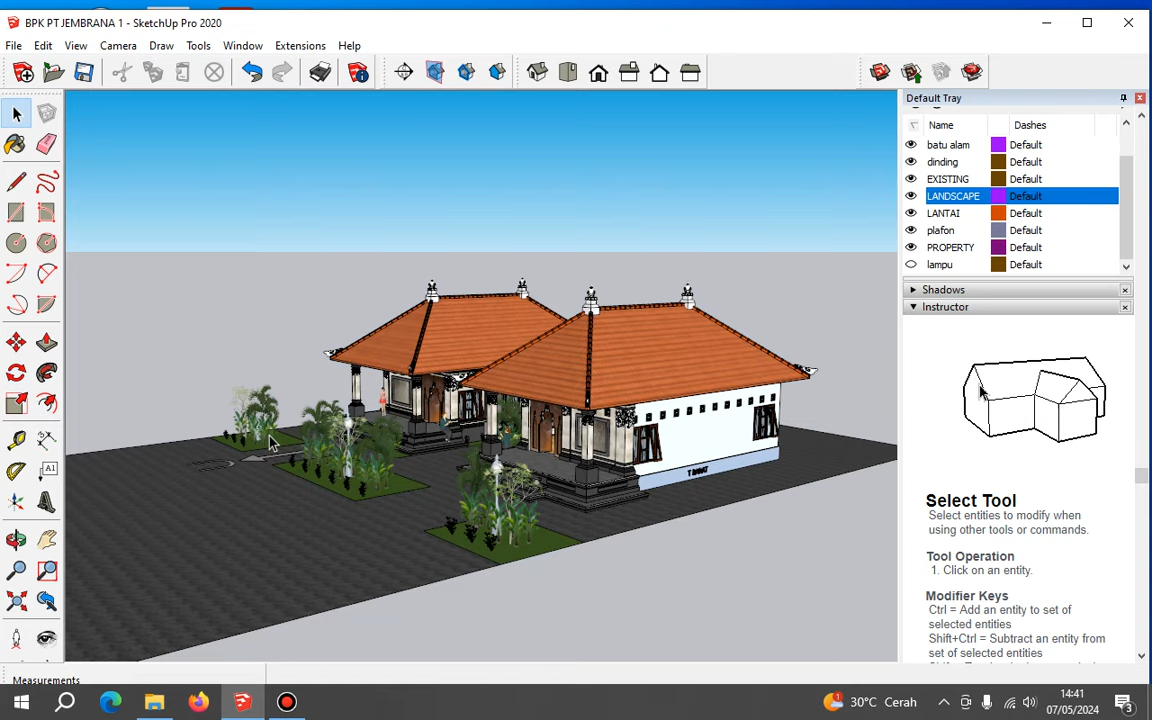 BPK PT JEMBRANA 1 - SketchUp Pro 2020
File Edit View Camera Draw Tools Window Extensions Help
Default Tray
Name Dashes
batu alam Default
dinding Default
EXISTING Default
LANDSCAPE Default
LANTAI Default
plafon Default
PROPERTY Default
lampu Default
Shadows
Instructor
A1
Select Tool
Select entities to modify when
using other tools or commands.
Tool Operation
1. Click on an entity.
Modifier Keys
Ctrl = Add an entity to set of
selected entities
Shift+Ctrl = Subtract an entity from
set of selected entities
Measurements
1 30°C Cerah
14:41
07/05/2024
3